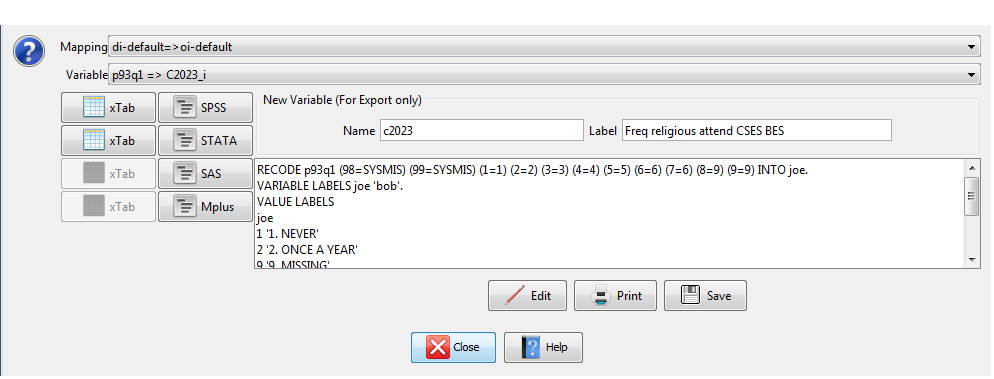 Mapping di-default=>oi-default
Variable p93q1 => C2023_i
xTab SPSS
xTab STATA
xTab SAS
xTab Mplus
New Variable (For Export only)
Name c2023 Label Freq religious attend CSES BES
RECODE p93q1 (98=SYSMIS) (99=SYSMIS) (1=1) (2=2) (3=3) (4=4) (5=5) (6=6) (7=6) (8=9) (9=9) INTO joe.
VARIABLE LABELS joe 'bob'.
VALUE LABELS
joe
1 '1. NEVER'
2 '2. ONCE A YEAR'
9 '9. MISSING'
Edit Print Save
Close Help